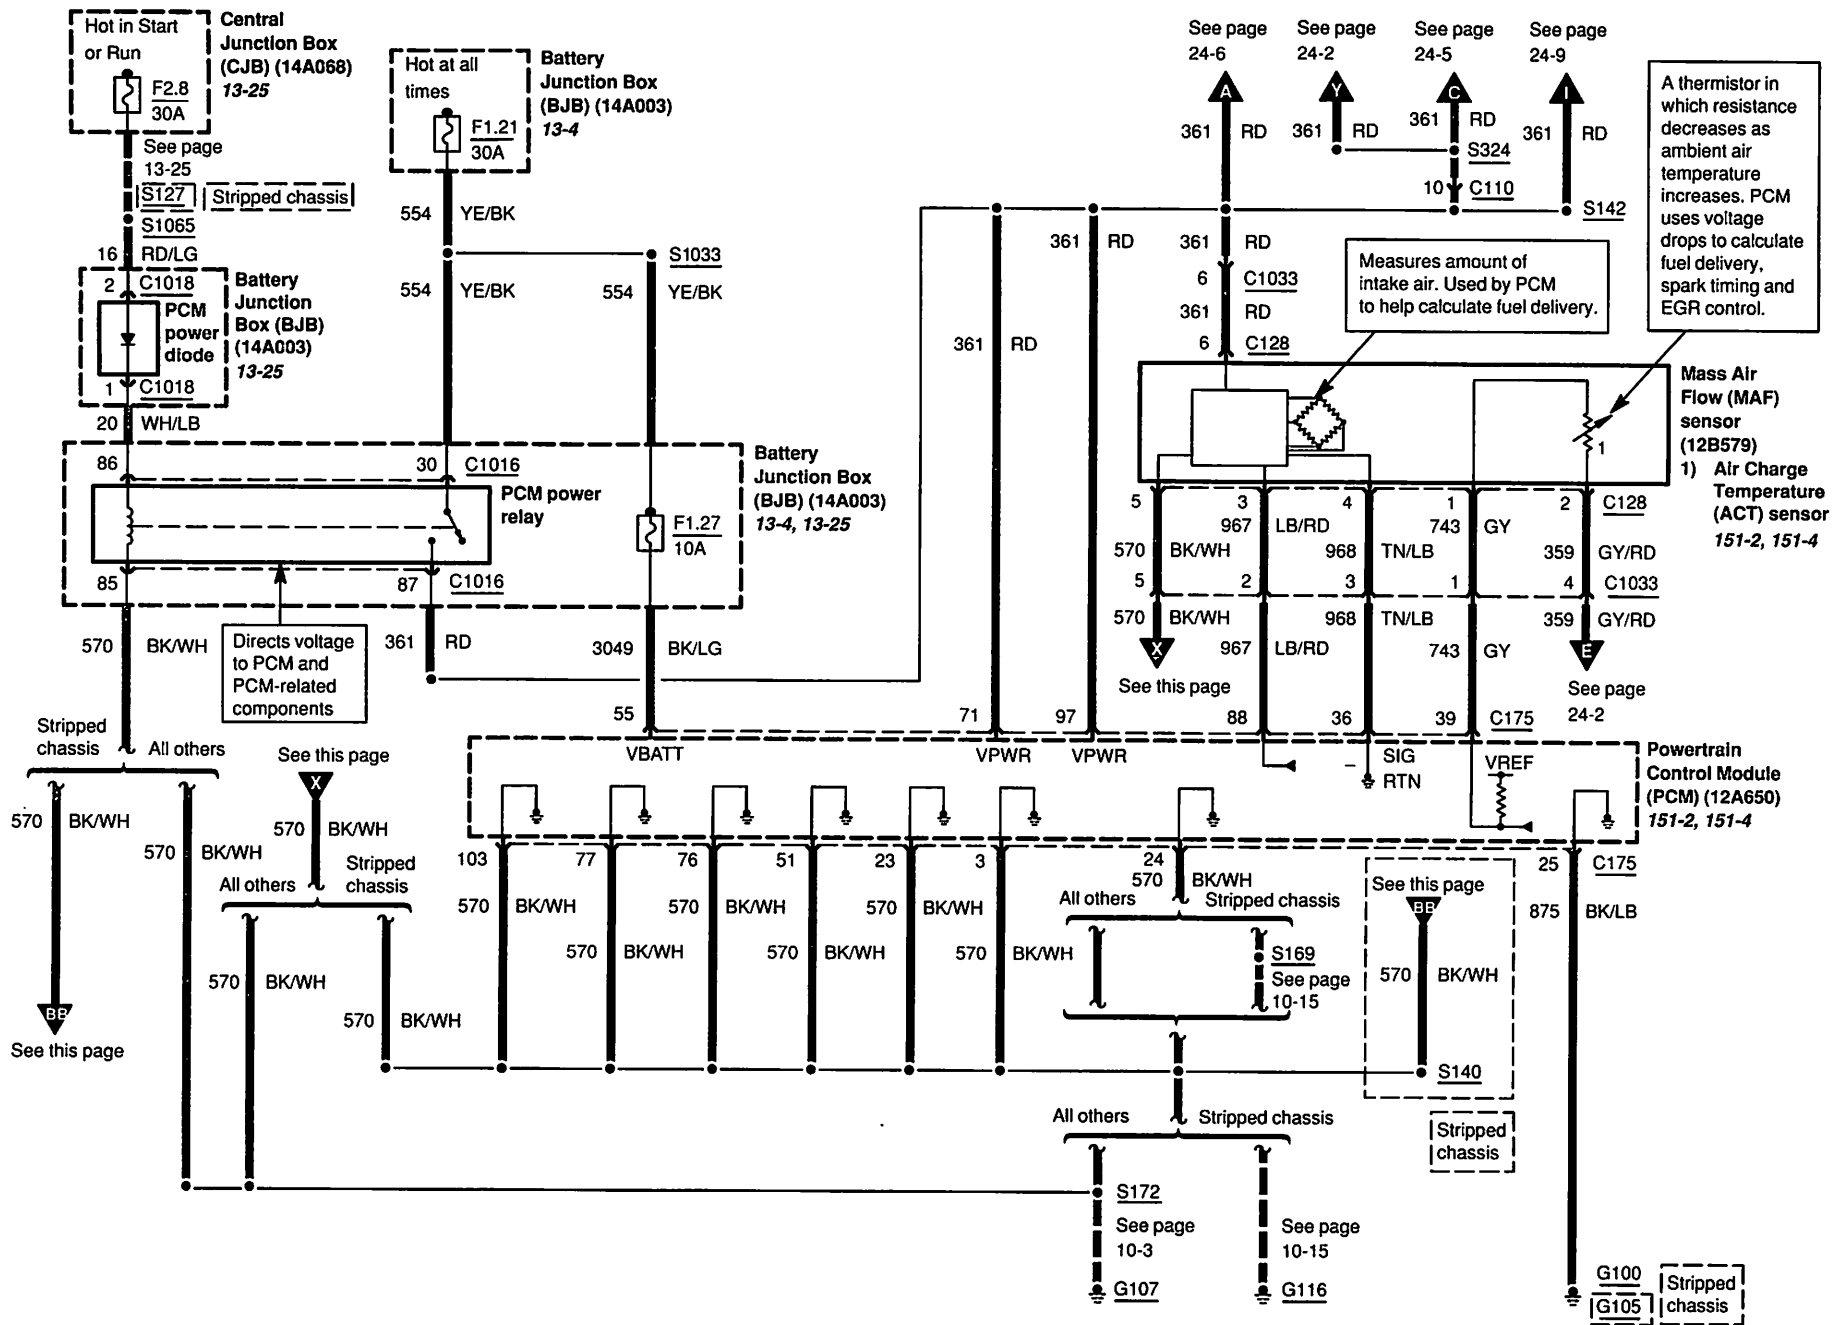 Hot in Start
or Run
F2.8
30A
Central
Junction Box
(CJB) (14A068)
13-25
See page
13-25
S127
Stripped chassis
S1065
16 RD/LG
2 C1018
PCM
power
diode
1 C1018
Battery
Junction
Box (BJB)
(14A003)
13-25
20 WH/LB
Hot at all
times
F1.21
30A
Battery
Junction Box
(BJB) (14A003)
13-4
554 YE/BK
S1033
554 YE/BK
554 YE/BK
86
30 C1016
PCM power
relay
F1.27
10A
Battery
Junction Box
(BJB) (14A003)
13-4, 13-25
85
87 C1016
570 BK/WH
Directs voltage
to PCM and
PCM-related
components
361 RD
3049 BK/LG
See page
24-6
See page
24-2
See page
24-5
See page
24-9
A
Y
C
I
361 RD
361 RD
361 RD
361 RD
S324
10 C110
S142
361 RD
361 RD
361 RD
6 C1033
361 RD
6 C128
A thermistor in
which resistance
decreases as
ambient air
temperature
increases. PCM
uses voltage
drops to calculate
fuel delivery,
spark timing and
EGR control.
Measures amount of
intake air. Used by PCM
to help calculate fuel delivery.
1
Mass Air
Flow (MAF)
sensor
(12B579)
1) Air Charge
Temperature
(ACT) sensor
151-2, 151-4
5 3 4 1 2 C128
967 LB/RD
743 GY
570 BK/WH
968 TN/LB
359 GY/RD
5 2 3 1 4 C1033
570 BK/WH
968 TN/LB
359 GY/RD
967 LB/RD
743 GY
X
E
See this page
See page
24-2
55 71 97 88 36 39 C175
VBATT
VPWR
VPWR
SIG
RTN
VREF
Powertrain
Control Module
(PCM) (12A650)
151-2, 151-4
Stripped
chassis
All others
See this page
X
570 BK/WH
570 BK/WH
570 BK/WH
All others
Stripped
chassis
570 BK/WH
570 BK/WH
BB
See this page
103 77 76 51 23 3 24 25 C175
570 BK/WH
570 BK/WH
570 BK/WH
570 BK/WH
570 BK/WH
570 BK/WH
570 BK/WH
All others
Stripped chassis
S169
See page
10-15
See this page
BB
570 BK/WH
S140
Stripped
chassis
875 BK/LB
All others
Stripped chassis
S172
See page
10-3
See page
10-15
G107
G116
G100
G105
Stripped
chassis